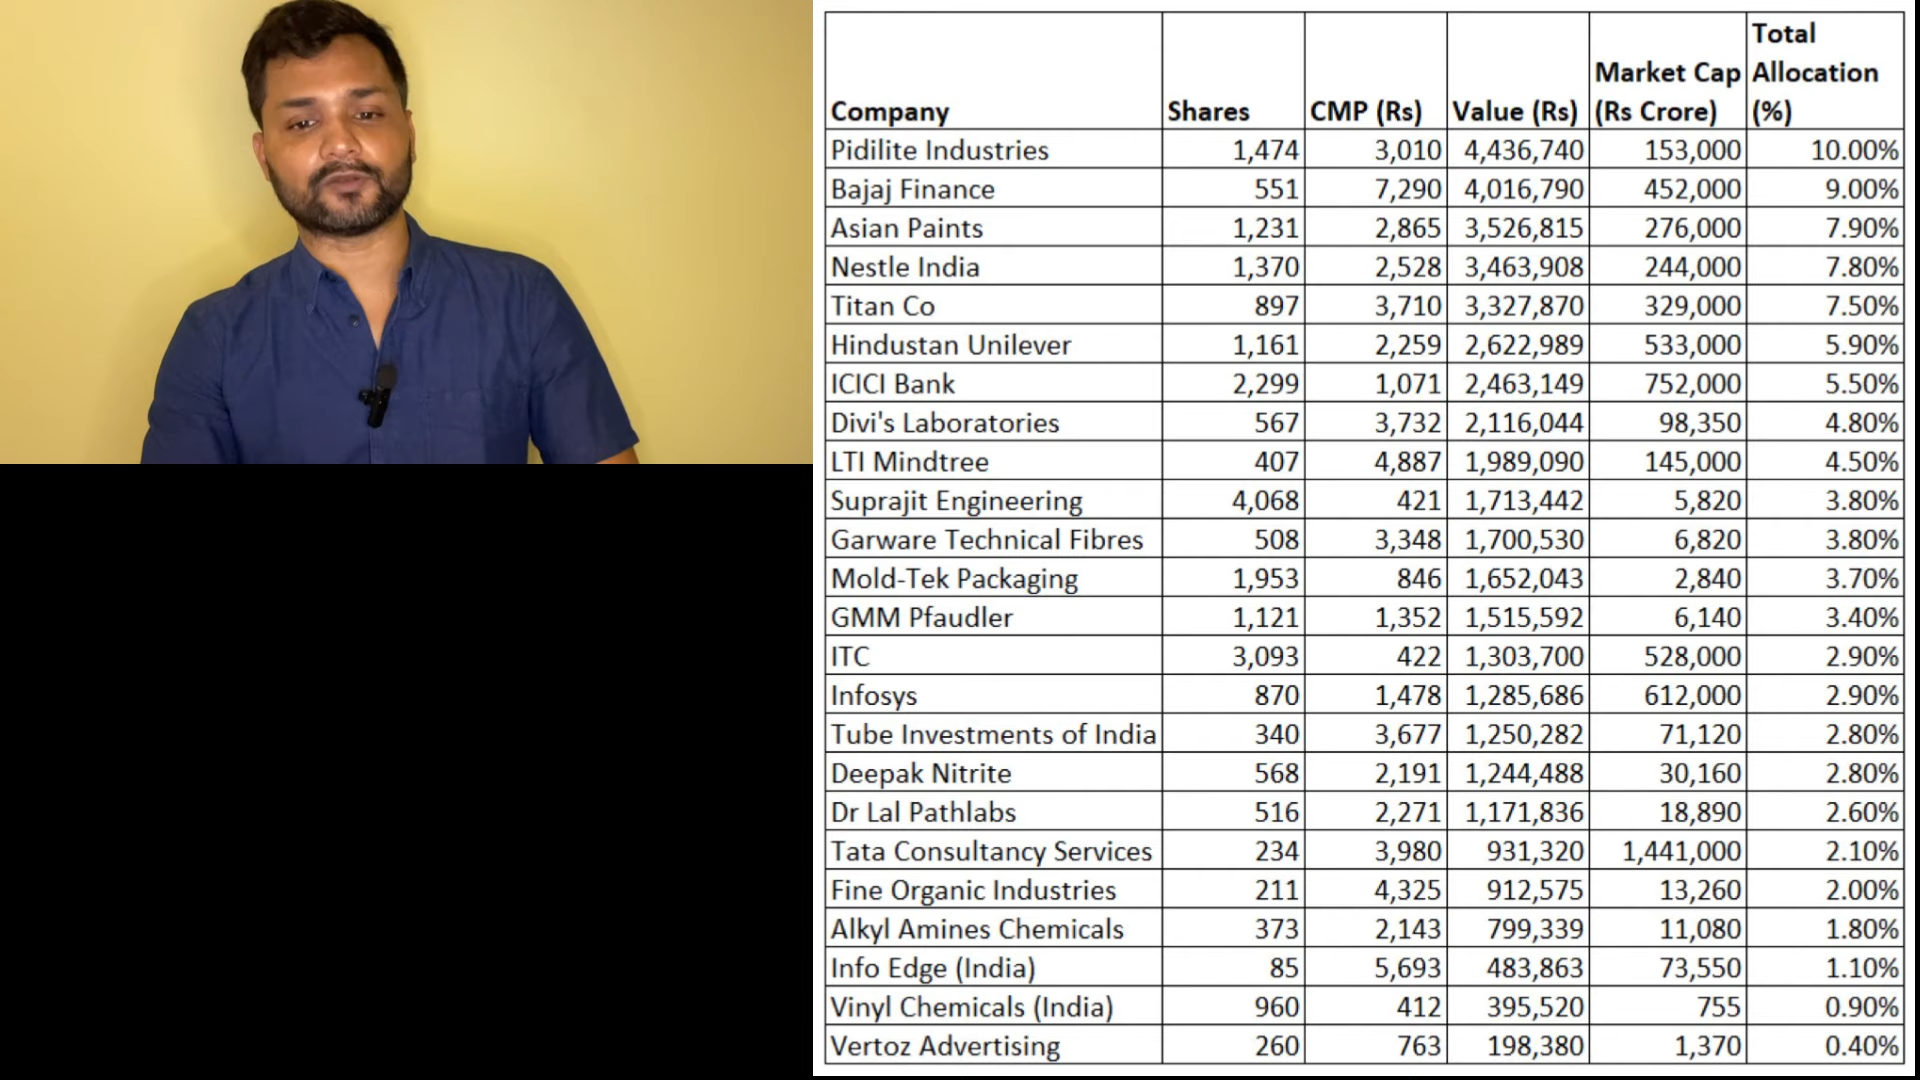 Company Shares CMP (Rs) Value (Rs) Market Cap (Rs Crore) Total Allocation (%)
Pidilite Industries 1,474 3,010 4,436,740 153,000 10.00%
Bajaj Finance 551 7,290 4,016,790 452,000 9.00%
Asian Paints 1,231 2,865 3,526,815 276,000 7.90%
Nestle India 1,370 2,528 3,463,908 244,000 7.80%
Titan Co 897 3,710 3,327,870 329,000 7.50%
Hindustan Unilever 1,161 2,259 2,622,989 533,000 5.90%
ICICI Bank 2,299 1,071 2,463,149 752,000 5.50%
Divi's Laboratories 567 3,732 2,116,044 98,350 4.80%
LTI Mindtree 407 4,887 1,989,090 145,000 4.50%
Suprajit Engineering 4,068 421 1,713,442 5,820 3.80%
Garware Technical Fibres 508 3,348 1,700,530 6,820 3.80%
Mold-Tek Packaging 1,953 846 1,652,043 2,840 3.70%
GMM Pfaudler 1,121 1,352 1,515,592 6,140 3.40%
ITC 3,093 422 1,303,700 528,000 2.90%
Infosys 870 1,478 1,285,686 612,000 2.90%
Tube Investments of India 340 3,677 1,250,282 71,120 2.80%
Deepak Nitrite 568 2,191 1,244,488 30,160 2.80%
Dr Lal Pathlabs 516 2,271 1,171,836 18,890 2.60%
Tata Consultancy Services 234 3,980 931,320 1,441,000 2.10%
Fine Organic Industries 211 4,325 912,575 13,260 2.00%
Alkyl Amines Chemicals 373 2,143 799,339 11,080 1.80%
Info Edge (India) 85 5,693 483,863 73,550 1.10%
Vinyl Chemicals (India) 960 412 395,520 755 0.90%
Vertoz Advertising 260 763 198,380 1,370 0.40%